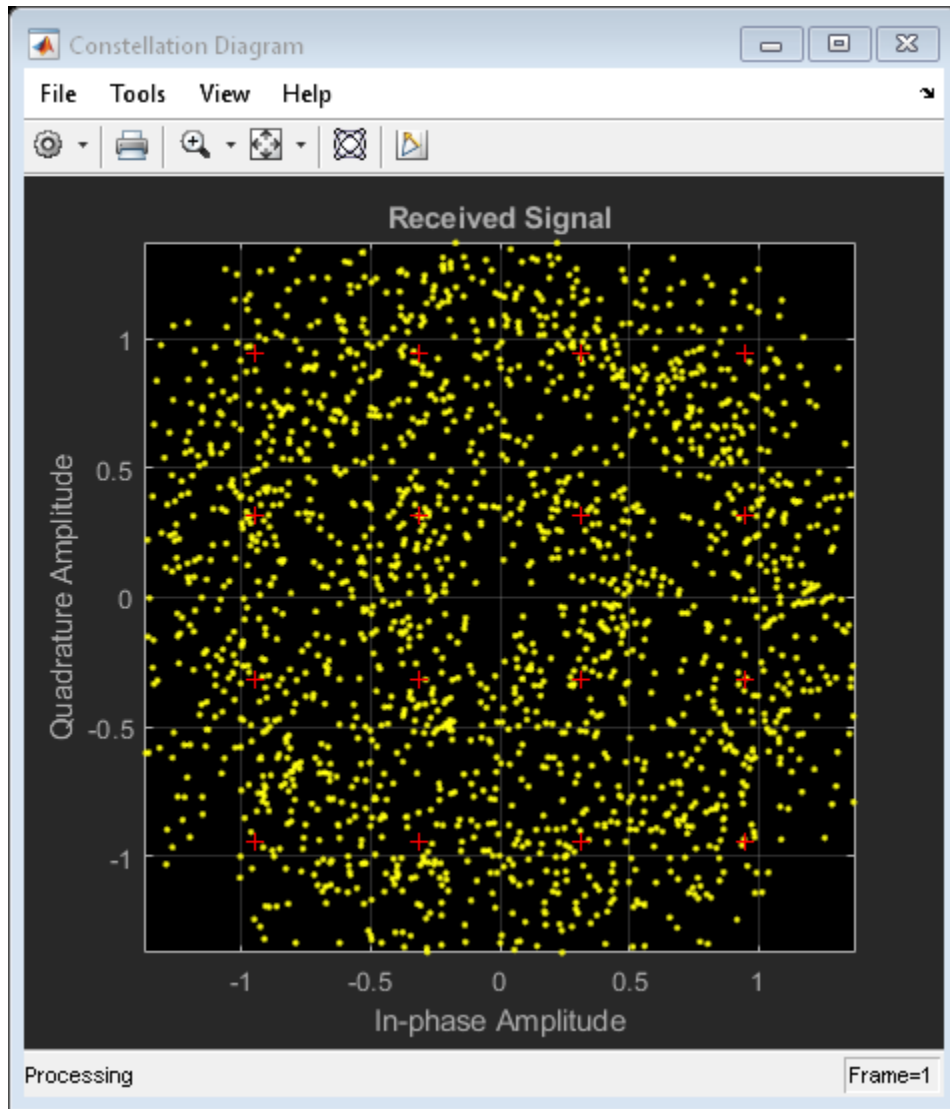 Constellation Diagram
File Tools View Help
Received Signal
1
0.5
0
-0.5
-1
Quadrature Amplitude
-1 -0.5 0 0.5 1
In-phase Amplitude
Processing Frame=1